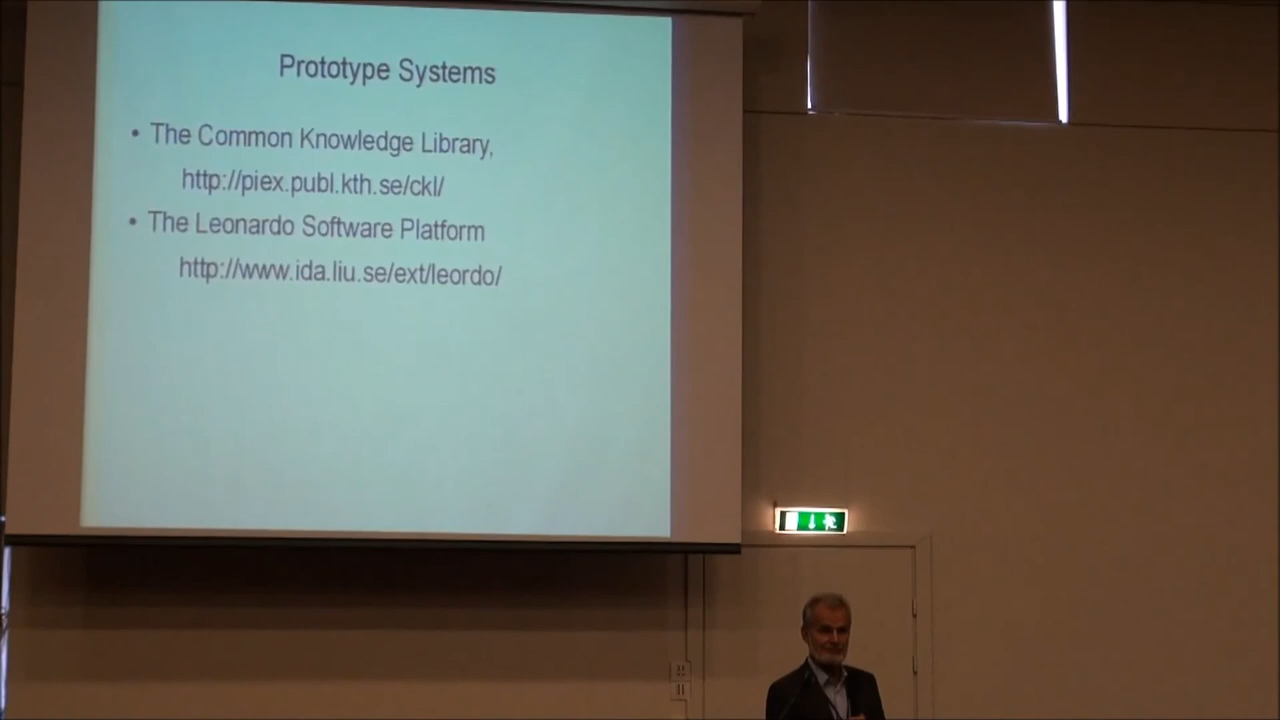 Prototype Systems
• The Common Knowledge Library,
http://piex.publ.kth.se/ckl/
• The Leonardo Software Platform
http://www.ida.liu.se/ext/leordo/